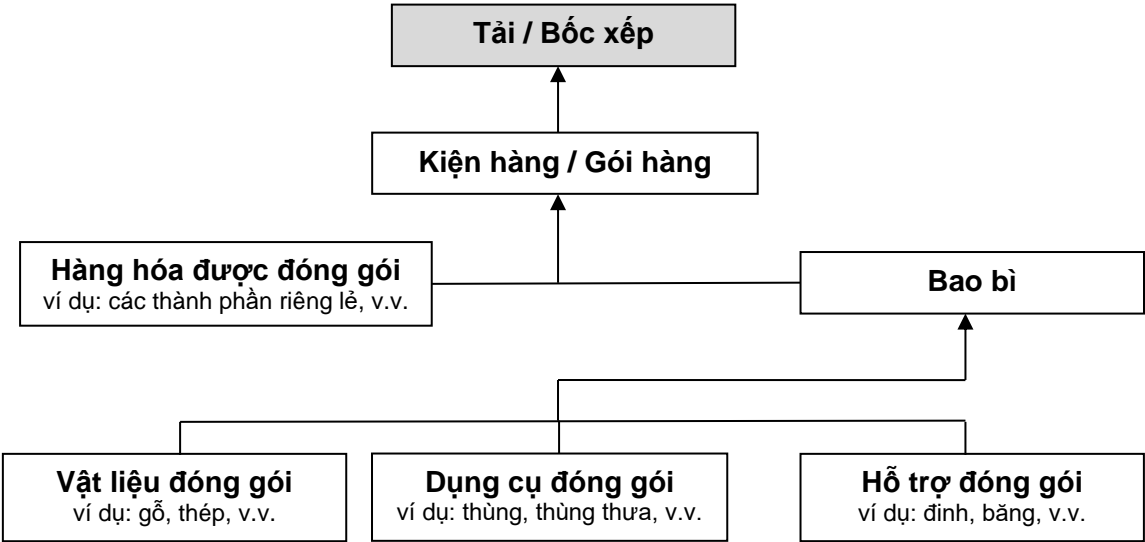 Tải / Bốc xếp
Kiện hàng / Gói hàng
Hàng hóa được đóng gói
ví dụ: các thành phần riêng lẻ, v.v.
Bao bì
Vật liệu đóng gói
ví dụ: gỗ, thép, v.v.
Dụng cụ đóng gói
ví dụ: thùng, thùng thưa, v.v.
Hỗ trợ đóng gói
ví dụ: đinh, băng, v.v.